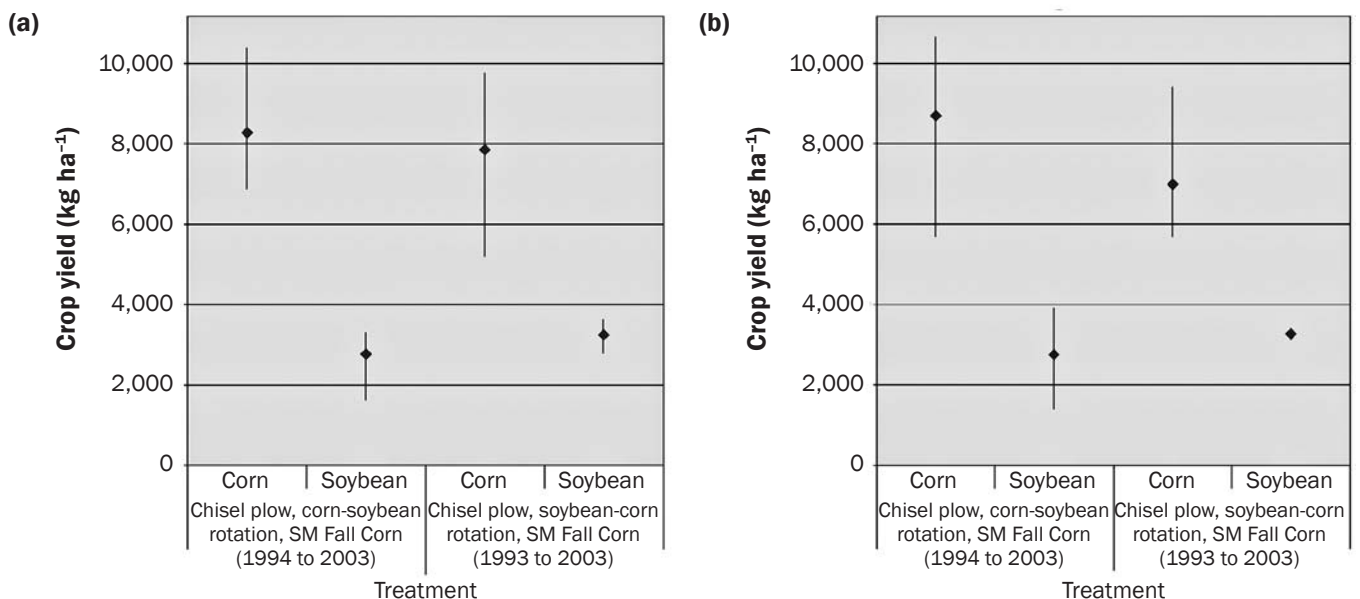 (a)
Crop yield (kg ha⁻¹)
10,000
8,000
6,000
4,000
2,000
0
Corn Soybean Corn Soybean
Chisel plow, corn-soybean rotation, SM Fall Corn (1994 to 2003)
Chisel plow, soybean-corn rotation, SM Fall Corn (1993 to 2003)
Treatment
(b)
Crop yield (kg ha⁻¹)
10,000
8,000
6,000
4,000
2,000
0
Corn Soybean Corn Soybean
Chisel plow, corn-soybean rotation, SM Fall Corn (1994 to 2003)
Chisel plow, soybean-corn rotation, SM Fall Corn (1993 to 2003)
Treatment